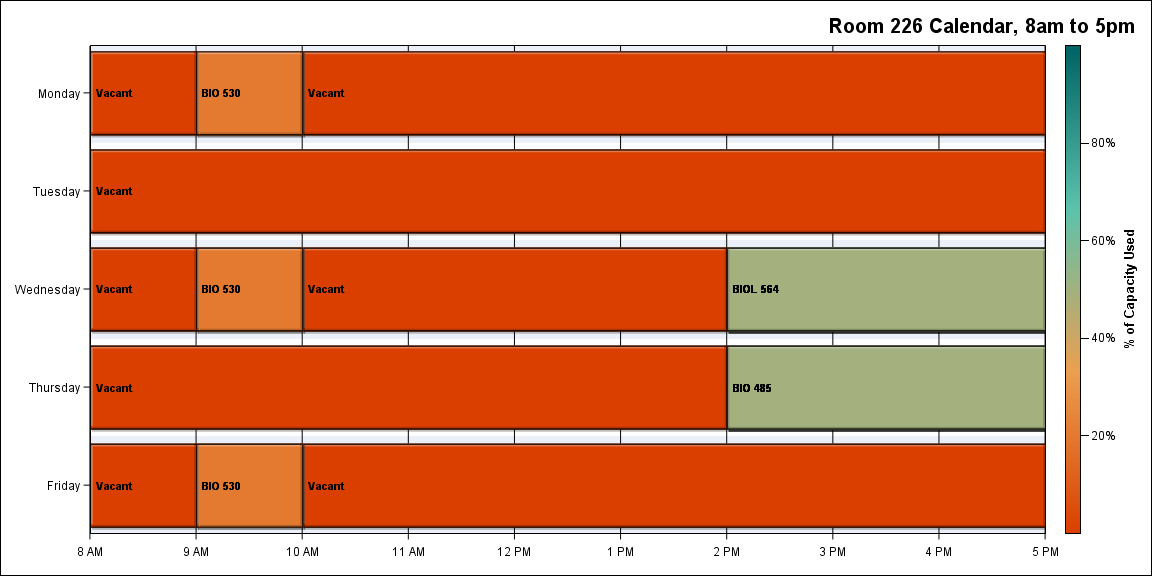 Room 226 Calendar, 8am to 5pm
Monday
Vacant
BIO 530
Vacant
Tuesday
Vacant
Wednesday
Vacant
BIO 530
Vacant
BIOL 564
Thursday
Vacant
BIO 485
Friday
Vacant
BIO 530
Vacant
8 AM
9 AM
10 AM
11 AM
12 PM
1 PM
2 PM
3 PM
4 PM
5 PM
80%
60%
40%
20%
% of Capacity Used